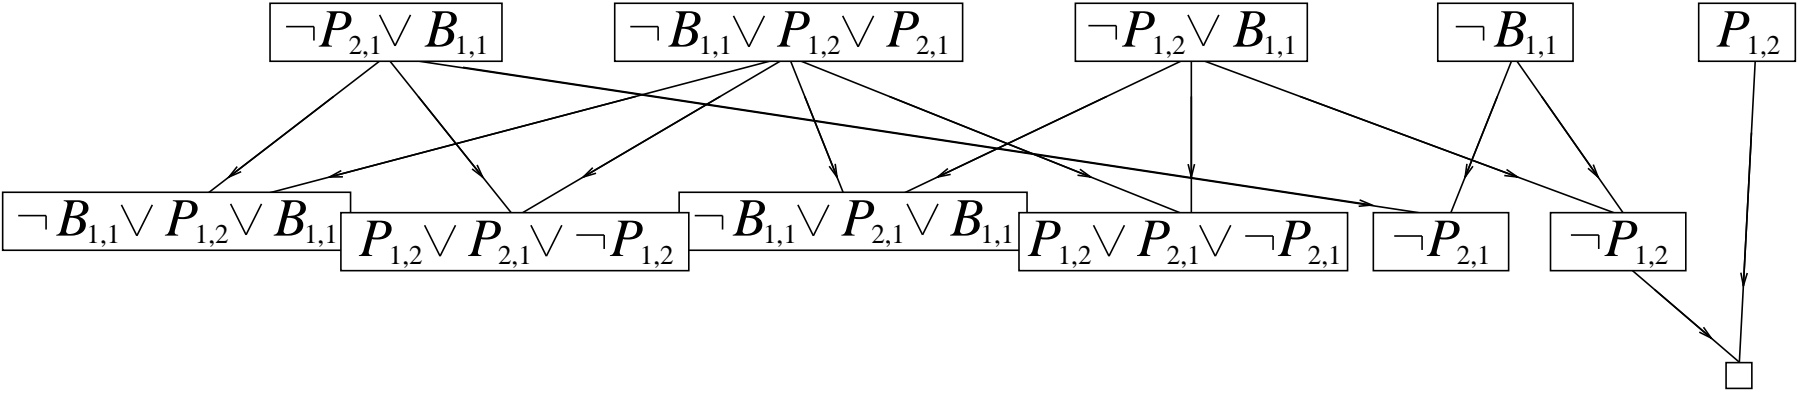 ¬P2,1 ∨ B1,1   ¬B1,1 ∨ P1,2 ∨ P2,1   ¬P1,2 ∨ B1,1   ¬B1,1   P1,2
¬B1,1 ∨ P1,2 ∨ B1,1   P1,2 ∨ P2,1 ∨ ¬P1,2   ¬B1,1 ∨ P2,1 ∨ B1,1   P1,2 ∨ P2,1 ∨ ¬P2,1   ¬P2,1   ¬P1,2